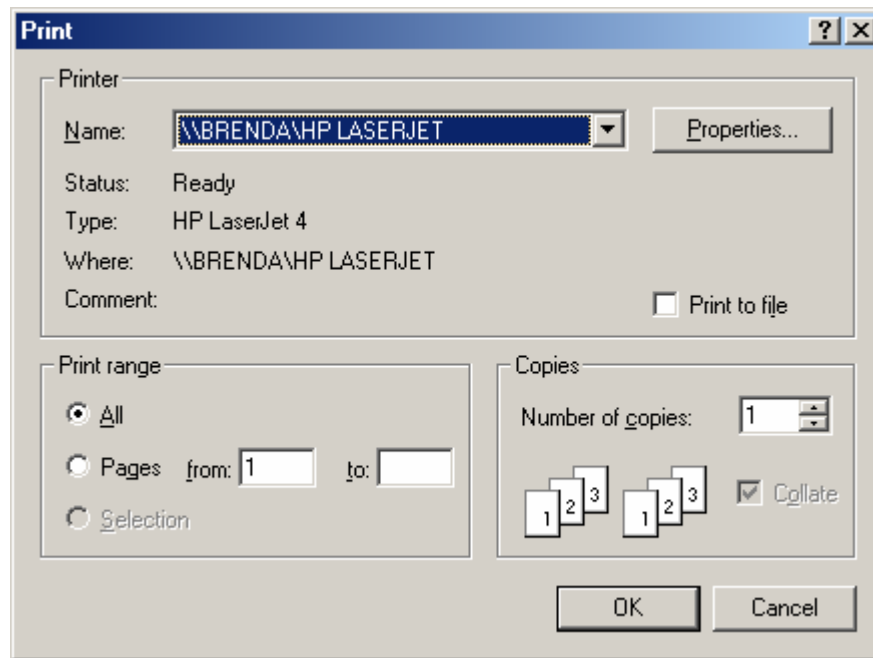 Print
Printer
Name: \\BRENDA\HP LASERJET Properties...
Status: Ready
Type: HP LaserJet 4
Where: \\BRENDA\HP LASERJET
Comment: Print to file
Print range
All
Pages from: 1 to:
Selection
Copies
Number of copies: 1
1 2 3 1 2 3 Collate
OK Cancel